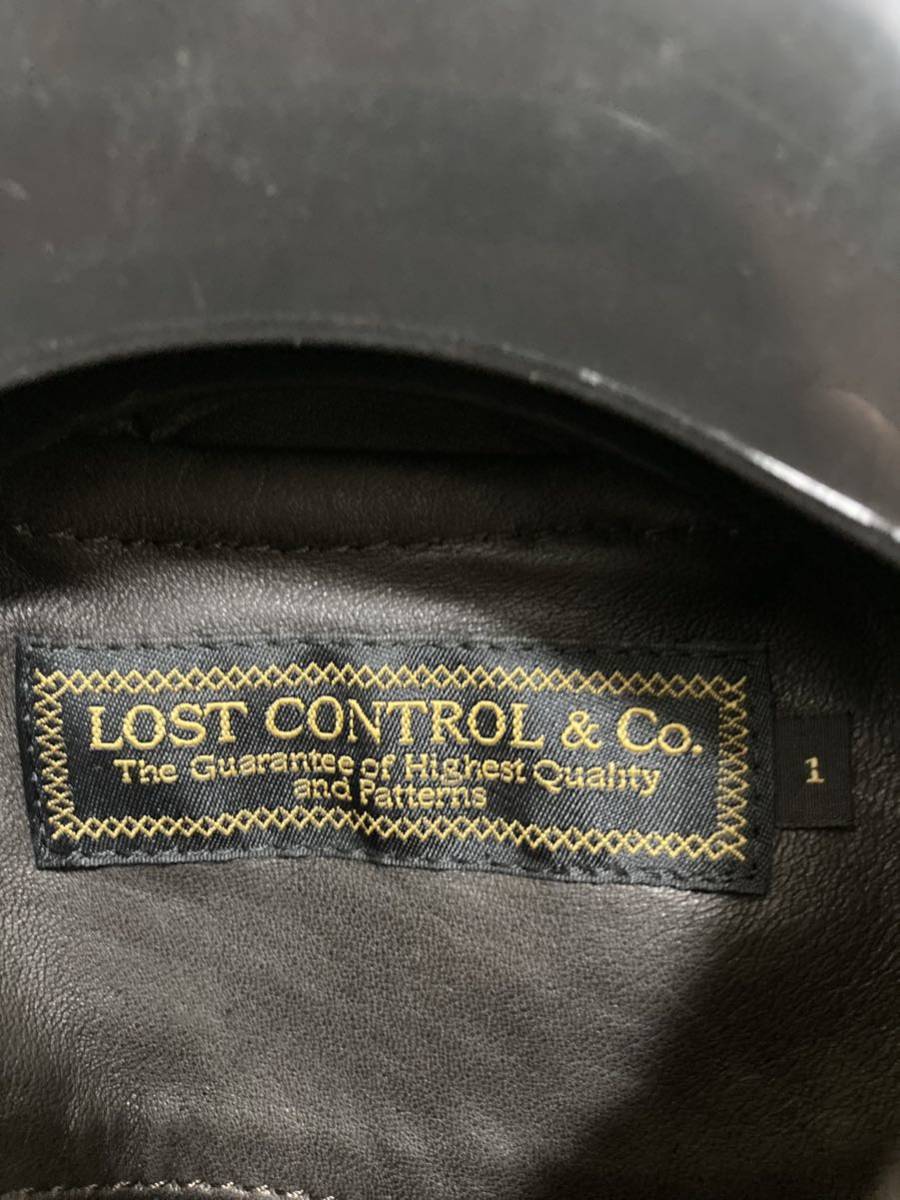 LOST CONTROL & Co.
The Guarantee of Highest Quality
and Patterns
1